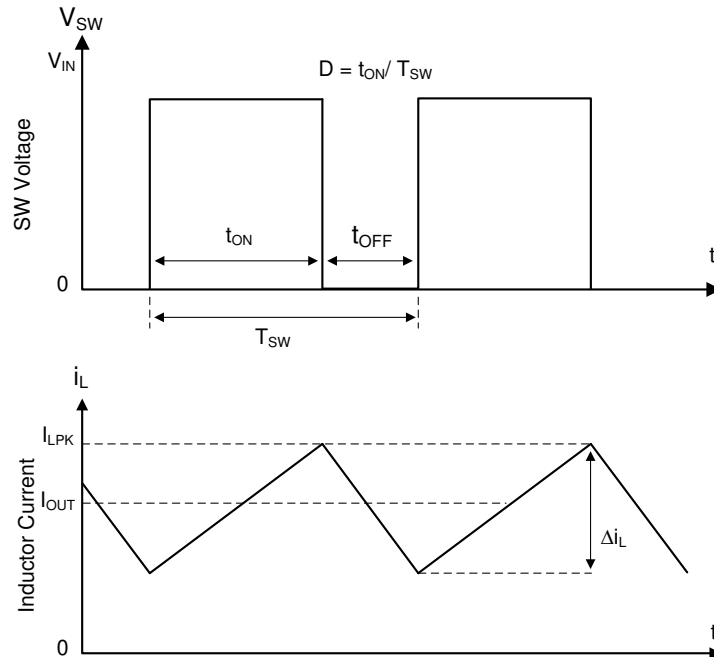 V_SW
V_IN
D = t_ON/ T_SW
SW Voltage
t_ON
t_OFF
t
0
T_SW
i_L
I_LPK
I_OUT
Inductor Current
Δi_L
0
t